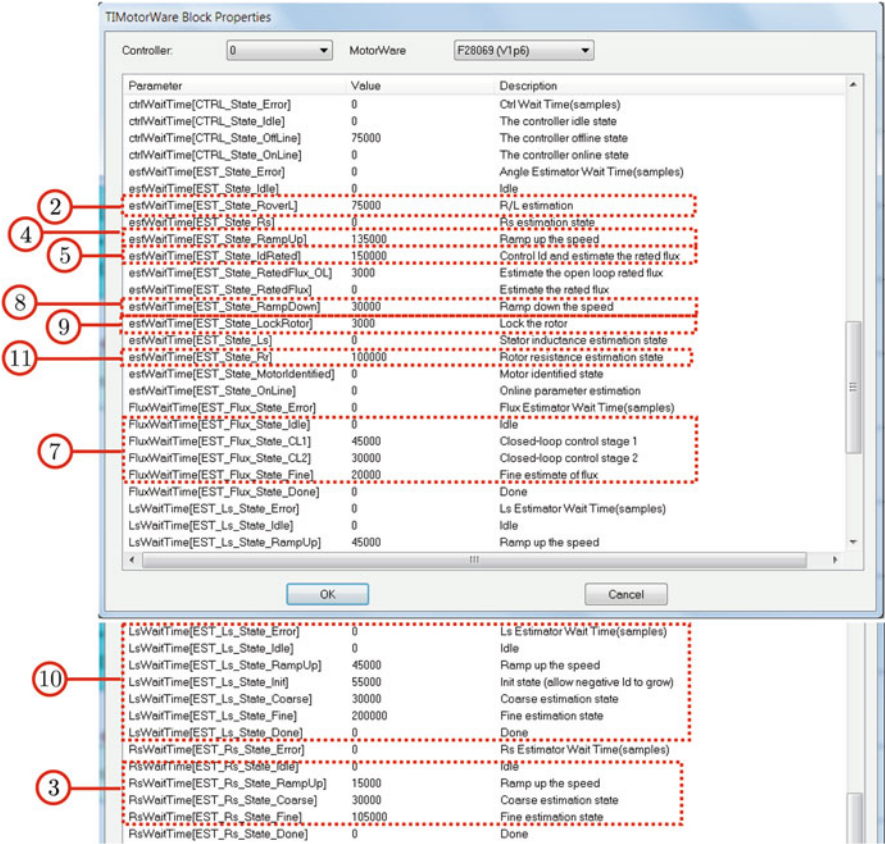 TIMotorWare Block Properties
Controller: 0 MotorWare F28069 (V1p6)
Parameter Value Description
ctrlWaitTime[CTRL_State_Error] 0 Ctrl Wait Time(samples)
ctrlWaitTime[CTRL_State_Idle] 0 The controller idle state
ctrlWaitTime[CTRL_State_OffLine] 75000 The controller offline state
ctrlWaitTime[CTRL_State_OnLine] 0 The controller online state
estWaitTime[EST_State_Error] 0 Angle Estimator Wait Time(samples)
estWaitTime[EST_State_Idle] 0 Idle
2 estWaitTime[EST_State_RoverL] 75000 R/L estimation
estWaitTime[EST_State_Rs] 0 Rs estimation state
4 estWaitTime[EST_State_RampUp] 135000 Ramp up the speed
5 estWaitTime[EST_State_IdRated] 150000 Control Id and estimate the rated flux
estWaitTime[EST_State_RatedFlux_OL] 3000 Estimate the open loop rated flux
estWaitTime[EST_State_RatedFlux] 0 Estimate the rated flux
8 estWaitTime[EST_State_RampDown] 30000 Ramp down the speed
9 estWaitTime[EST_State_LockRotor] 3000 Lock the rotor
estWaitTime[EST_State_Ls] 0 Stator inductance estimation state
11 estWaitTime[EST_State_Rr] 100000 Rotor resistance estimation state
estWaitTime[EST_State_MotorIdentified] 0 Motor identified state
estWaitTime[EST_State_OnLine] 0 Online parameter estimation
FluxWaitTime[EST_Flux_State_Error] 0 Flux Estimator Wait Time(samples)
FluxWaitTime[EST_Flux_State_Idle] 0 Idle
7 FluxWaitTime[EST_Flux_State_CL1] 45000 Closed-loop control stage 1
FluxWaitTime[EST_Flux_State_CL2] 30000 Closed-loop control stage 2
FluxWaitTime[EST_Flux_State_Fine] 20000 Fine estimate of flux
FluxWaitTime[EST_Flux_State_Done] 0 Done
LsWaitTime[EST_Ls_State_Error] 0 Ls Estimator Wait Time(samples)
LsWaitTime[EST_Ls_State_Idle] 0 Idle
LsWaitTime[EST_Ls_State_RampUp] 45000 Ramp up the speed
OK Cancel
LsWaitTime[EST_Ls_State_Error] 0 Ls Estimator Wait Time(samples)
LsWaitTime[EST_Ls_State_Idle] 0 Idle
LsWaitTime[EST_Ls_State_RampUp] 45000 Ramp up the speed
10 LsWaitTime[EST_Ls_State_Init] 55000 Init state (allow negative Id to grow)
LsWaitTime[EST_Ls_State_Coarse] 30000 Coarse estimation state
LsWaitTime[EST_Ls_State_Fine] 200000 Fine estimation state
LsWaitTime[EST_Ls_State_Done] 0 Done
RsWaitTime[EST_Rs_State_Error] 0 Rs Estimator Wait Time(samples)
RsWaitTime[EST_Rs_State_Idle] 0 Idle
3 RsWaitTime[EST_Rs_State_RampUp] 15000 Ramp up the speed
RsWaitTime[EST_Rs_State_Coarse] 30000 Coarse estimation state
RsWaitTime[EST_Rs_State_Fine] 105000 Fine estimation state
RsWaitTime[EST_Rs_State_Done] 0 Done